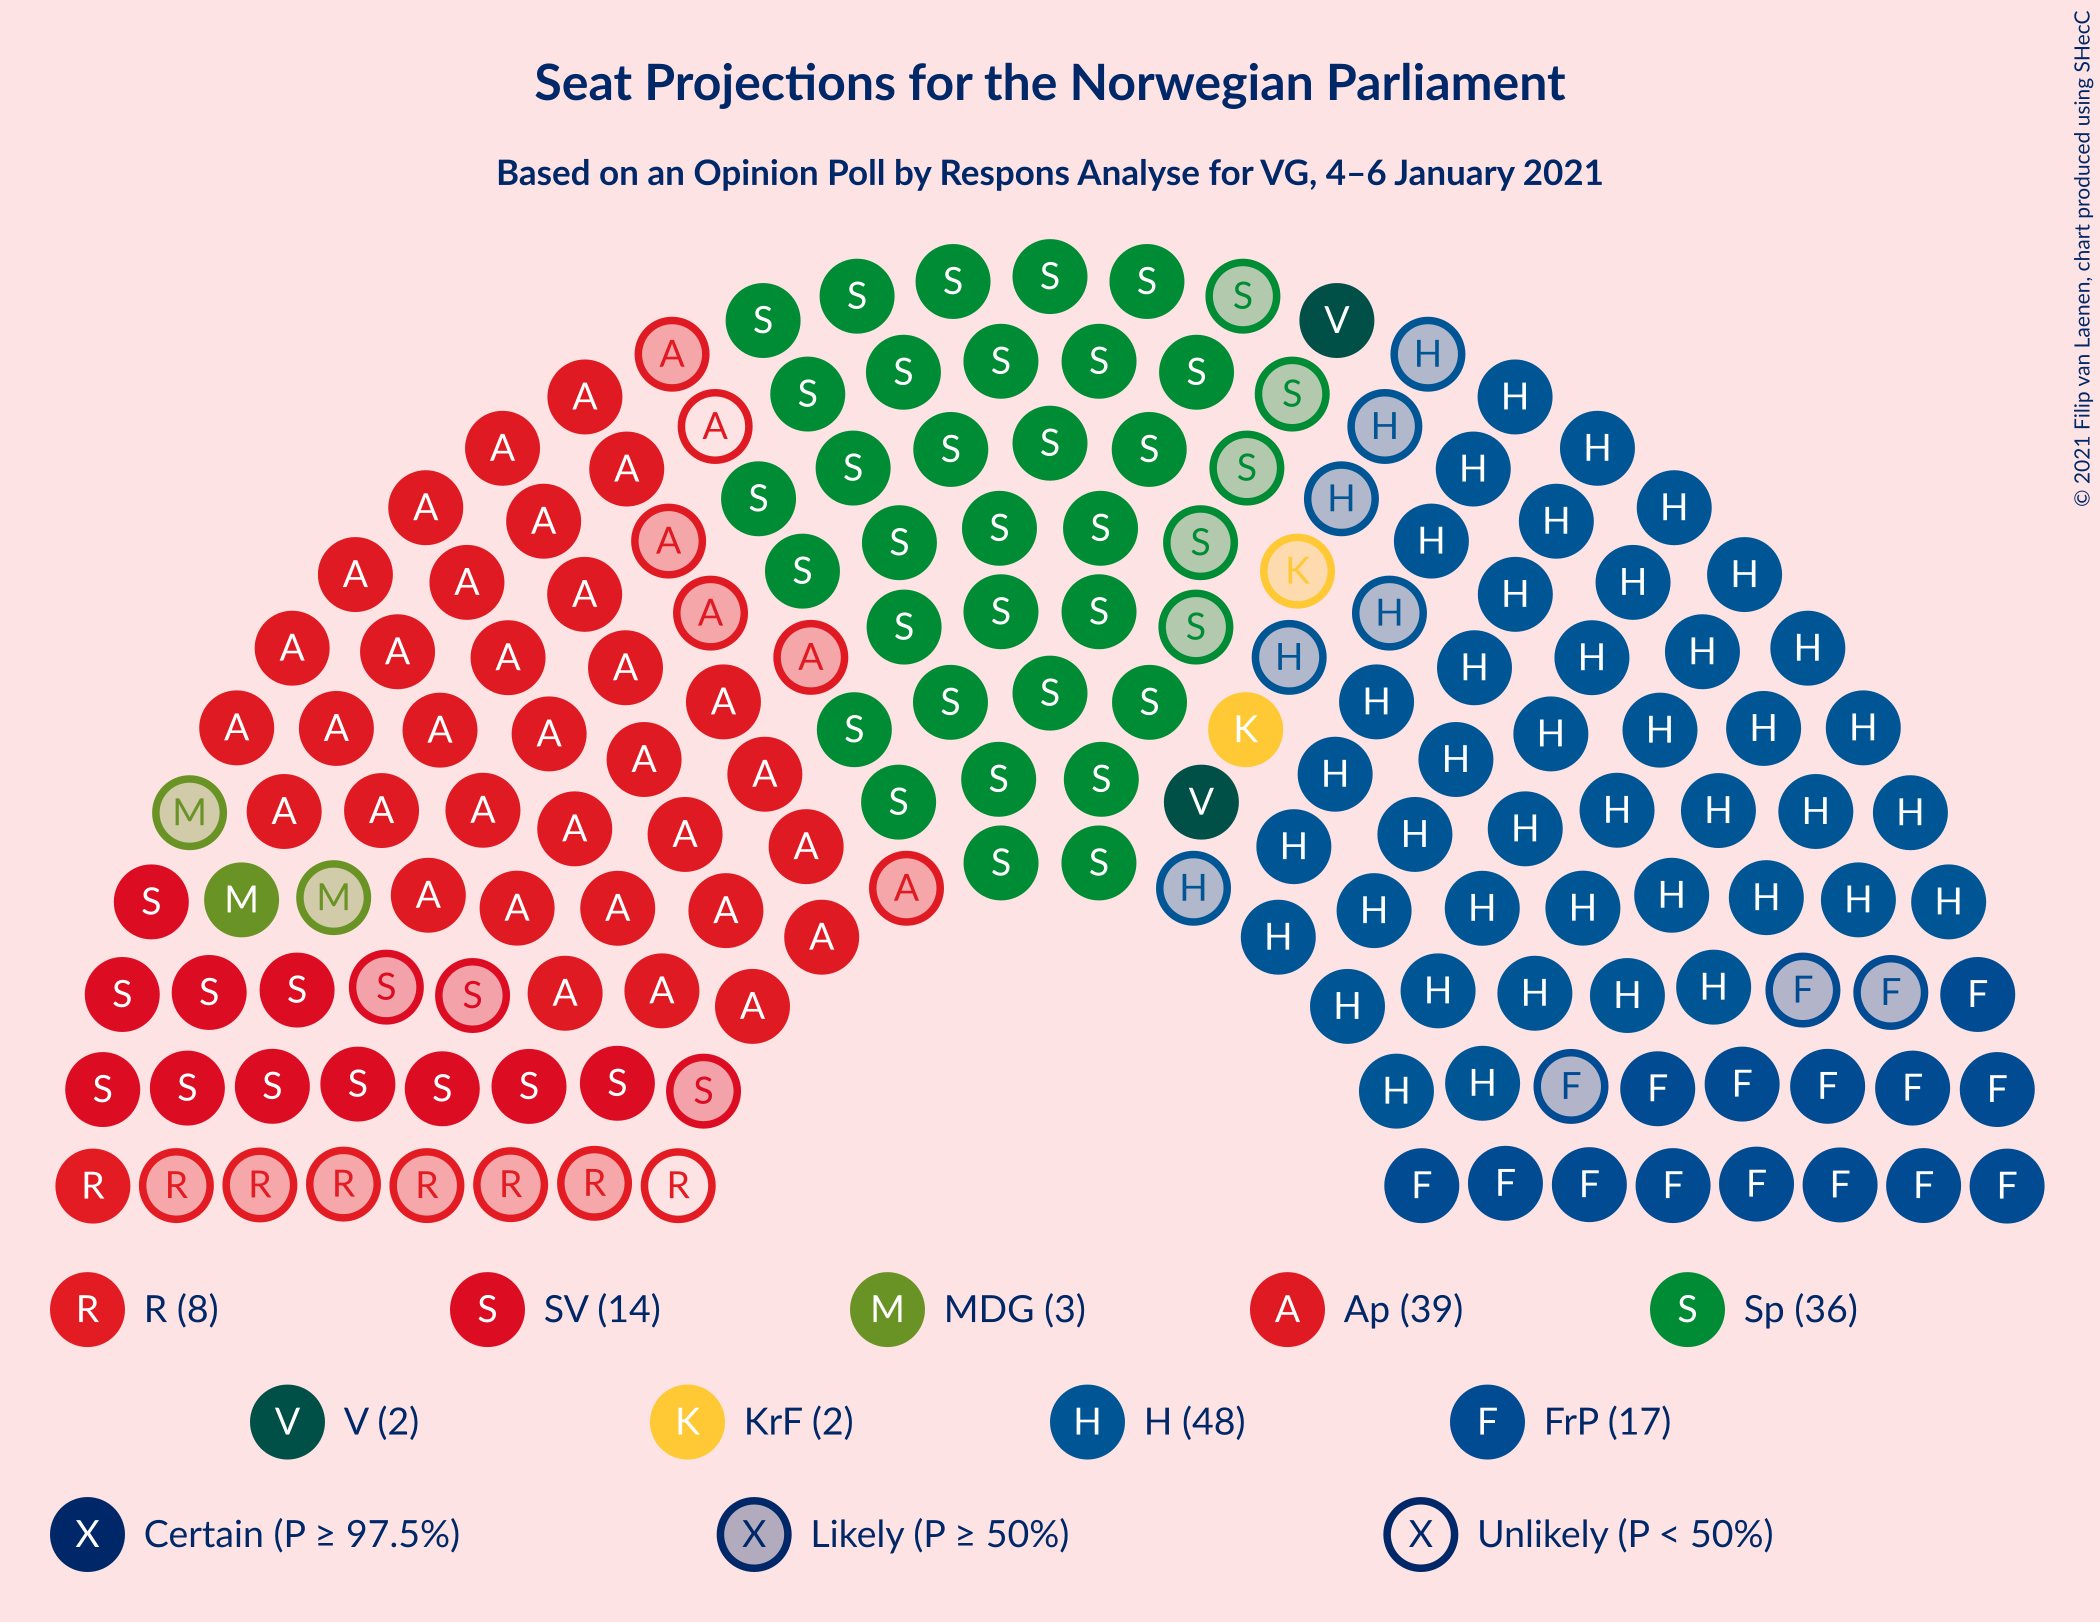 Seat Projections for the Norwegian Parliament
Based on an Opinion Poll by Respons Analyse for VG, 4–6 January 2021
© 2021 Filip van Laenen, chart produced using SHecC
S S S S S S V
A H
S S S S S S
A H
A H
A A H H
S S S S S
S H
A A H H
A A H H
S S S S S K
A A H H
A A H H
S S S S
A A H H
A A A A H H H H
S S S S K
A A A A A A H H H H H H
S S S V
M A A A A A A H H H H H H
S S
A H
S M M A A A A A H H H H H H H H
S S S S S A A A H H H H H F F F
S S S S S S S S H H F F F F F F
R R R R R R R R F F F F F F F F
R R (8) S SV (14) M MDG (3) A Ap (39) S Sp (36)
V V (2) K KrF (2) H H (48) F FrP (17)
X Certain (P ≥ 97.5%) X Likely (P ≥ 50%) X Unlikely (P < 50%)